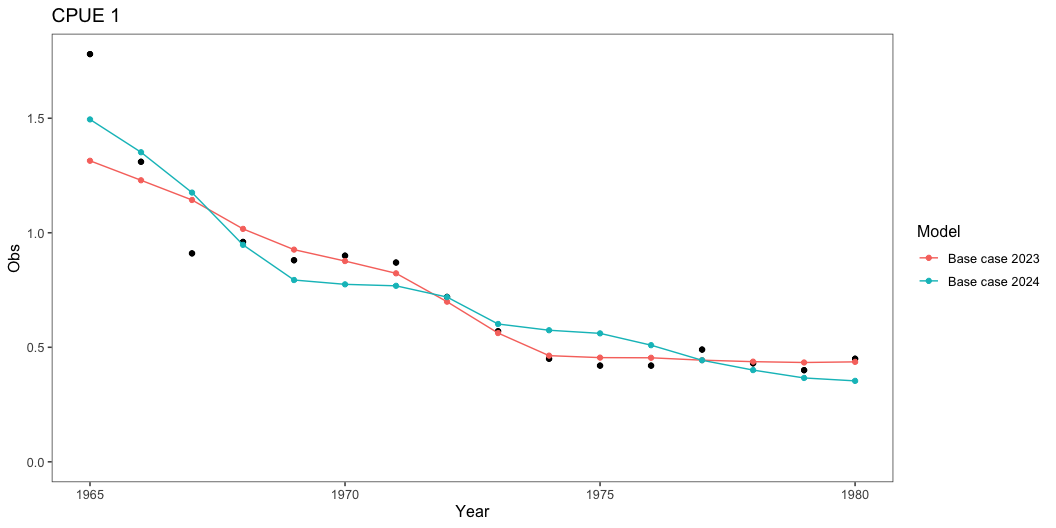 CPUE 1
Obs
1.5
1.0
0.5
0.0
1965
1970
1975
1980
Year
Model
Base case 2023
Base case 2024